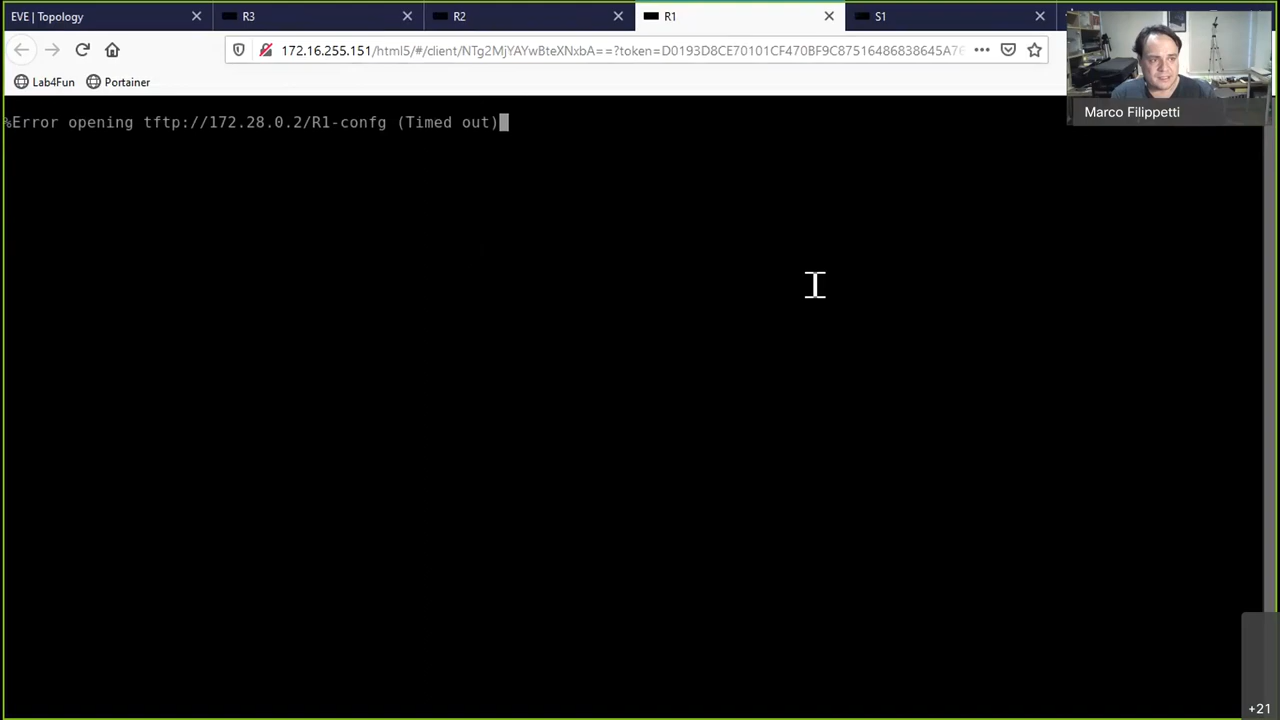 EVE | Topology
R3
R2
R1
S1
172.16.255.151/html5/#/client/NTg2MjYAYwBteXNxbA==?token=D0193D8CE70101CF470BF9C87516486838645A76
Lab4Fun
Portainer
Marco Filippetti
%Error opening tftp://172.28.0.2/R1-confg (Timed out)
+21